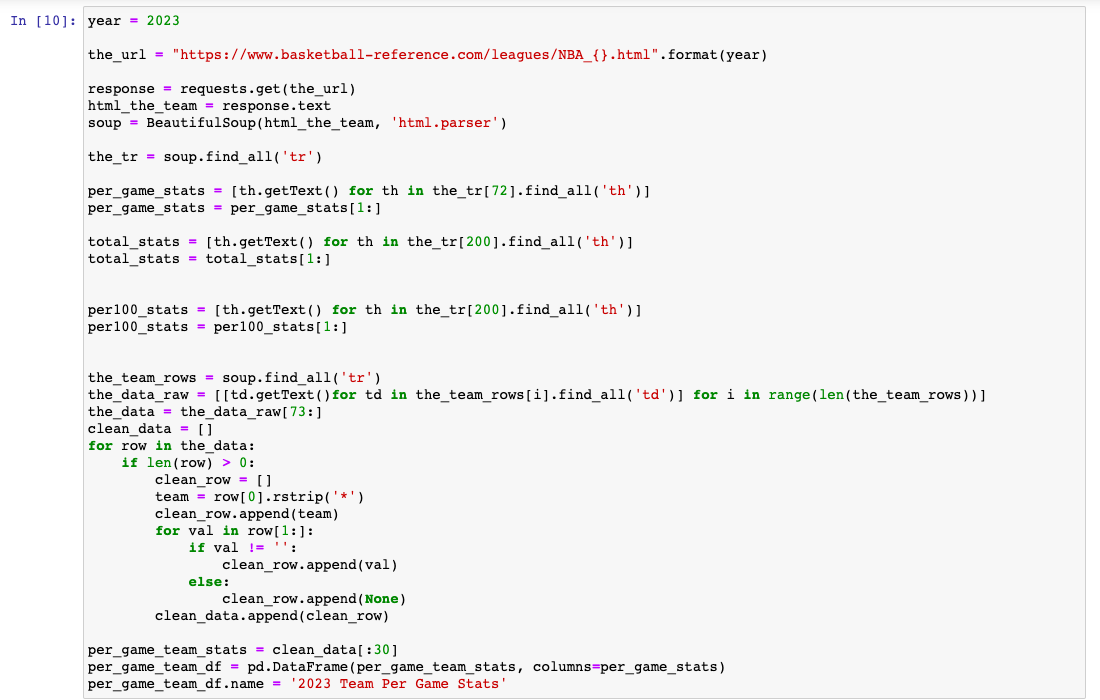 In [10]: year = 2023
the_url = "https://www.basketball-reference.com/leagues/NBA_{}.html".format(year)
response = requests.get(the_url)
html_the_team = response.text
soup = BeautifulSoup(html_the_team, 'html.parser')
the_tr = soup.find_all('tr')
per_game_stats = [th.getText() for th in the_tr[72].find_all('th')]
per_game_stats = per_game_stats[1:]
total_stats = [th.getText() for th in the_tr[200].find_all('th')]
total_stats = total_stats[1:]
per100_stats = [th.getText() for th in the_tr[200].find_all('th')]
per100_stats = per100_stats[1:]
the_team_rows = soup.find_all('tr')
the_data_raw = [[td.getText()for td in the_team_rows[i].find_all('td')] for i in range(len(the_team_rows))]
the_data = the_data_raw[73:]
clean_data = []
for row in the_data:
    if len(row) > 0:
        clean_row = []
        team = row[0].rstrip('*')
        clean_row.append(team)
        for val in row[1:]:
            if val != '':
                clean_row.append(val)
            else:
                clean_row.append(None)
        clean_data.append(clean_row)
per_game_team_stats = clean_data[:30]
per_game_team_df = pd.DataFrame(per_game_team_stats, columns=per_game_stats)
per_game_team_df.name = '2023 Team Per Game Stats'